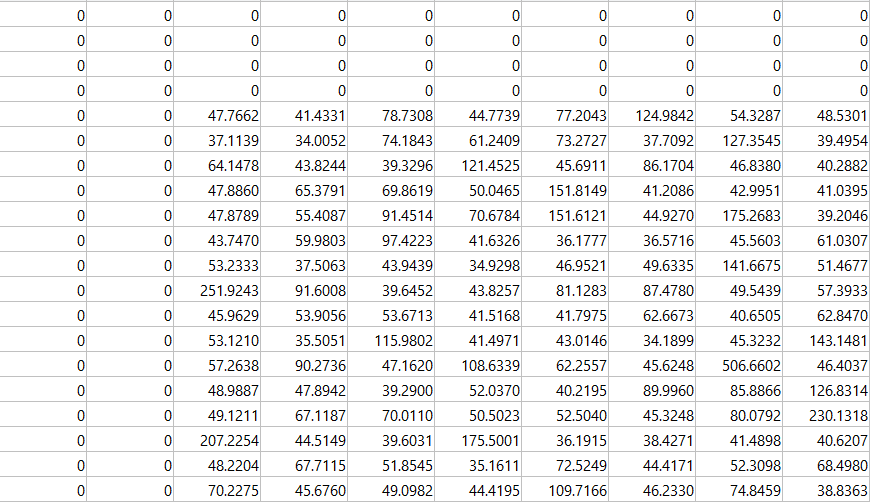 0 0 0 0 0 0 0 0 0 0
0 0 0 0 0 0 0 0 0 0
0 0 0 0 0 0 0 0 0 0
0 0 0 0 0 0 0 0 0 0
0 0 47.7662 41.4331 78.7308 44.7739 77.2043 124.9842 54.3287 48.5301
0 0 37.1139 34.0052 74.1843 61.2409 73.2727 37.7092 127.3545 39.4954
0 0 64.1478 43.8244 39.3296 121.4525 45.6911 86.1704 46.8380 40.2882
0 0 47.8860 65.3791 69.8619 50.0465 151.8149 41.2086 42.9951 41.0395
0 0 47.8789 55.4087 91.4514 70.6784 151.6121 44.9270 175.2683 39.2046
0 0 43.7470 59.9803 97.4223 41.6326 36.1777 36.5716 45.5603 61.0307
0 0 53.2333 37.5063 43.9439 34.9298 46.9521 49.6335 141.6675 51.4677
0 0 251.9243 91.6008 39.6452 43.8257 81.1283 87.4780 49.5439 57.3933
0 0 45.9629 53.9056 53.6713 41.5168 41.7975 62.6673 40.6505 62.8470
0 0 53.1210 35.5051 115.9802 41.4971 43.0146 34.1899 45.3232 143.1481
0 0 57.2638 90.2736 47.1620 108.6339 62.2557 45.6248 506.6602 46.4037
0 0 48.9887 47.8942 39.2900 52.0370 40.2195 89.9960 85.8866 126.8314
0 0 49.1211 67.1187 70.0110 50.5023 52.5040 45.3248 80.0792 230.1318
0 0 207.2254 44.5149 39.6031 175.5001 36.1915 38.4271 41.4898 40.6207
0 0 48.2204 67.7115 51.8545 35.1611 72.5249 44.4171 52.3098 68.4980
0 0 70.2275 45.6760 49.0982 44.4195 109.7166 46.2330 74.8459 38.8363